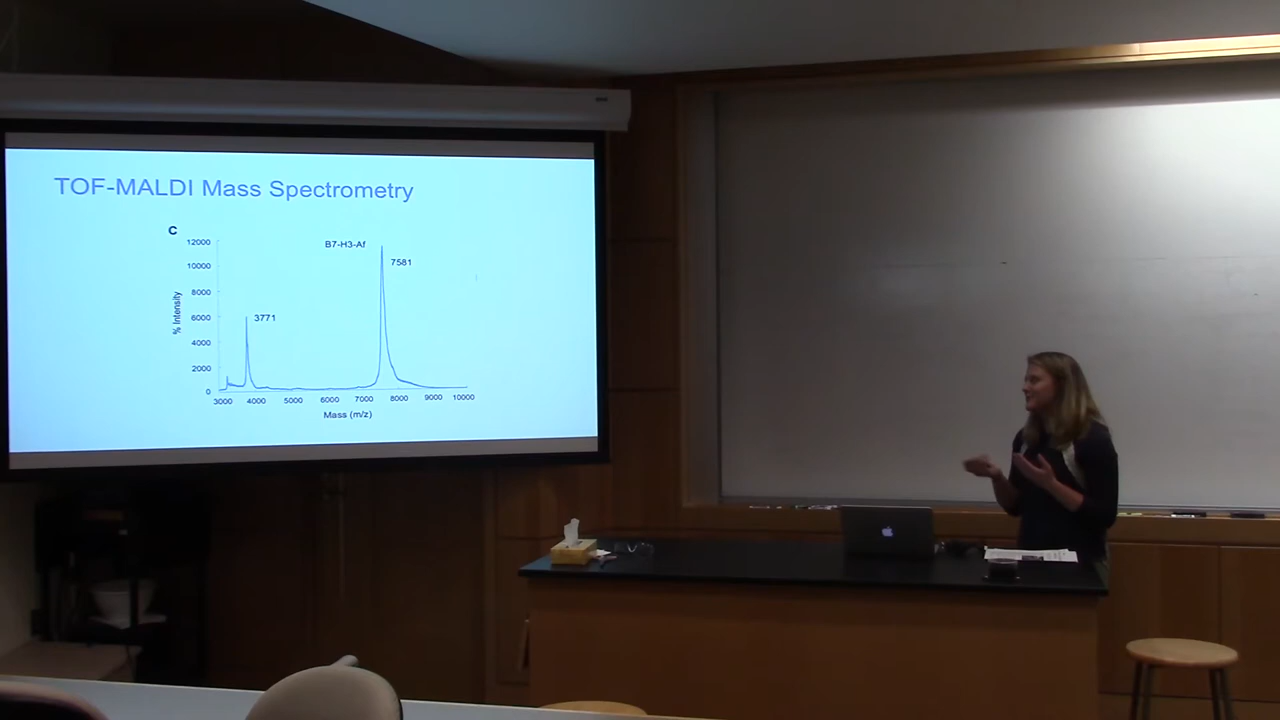 TOF-MALDI Mass Spectrometry
C
B7-H3-Af
7581
3771
12000
10000
8000
6000
4000
2000
0
% Intensity
3000 4000 5000 6000 7000 8000 9000 10000
Mass (m/z)